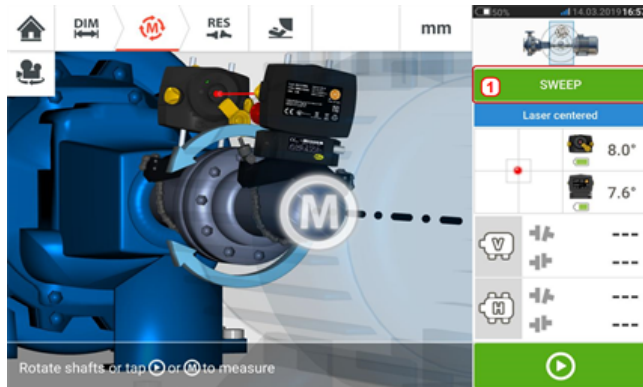 DIM
M
RES
mm
50%
14.03.2019 16:57
1 SWEEP
Laser centered
8.0°
7.6°
M
V
---
---
H
---
---
Rotate shafts or tap or M to measure